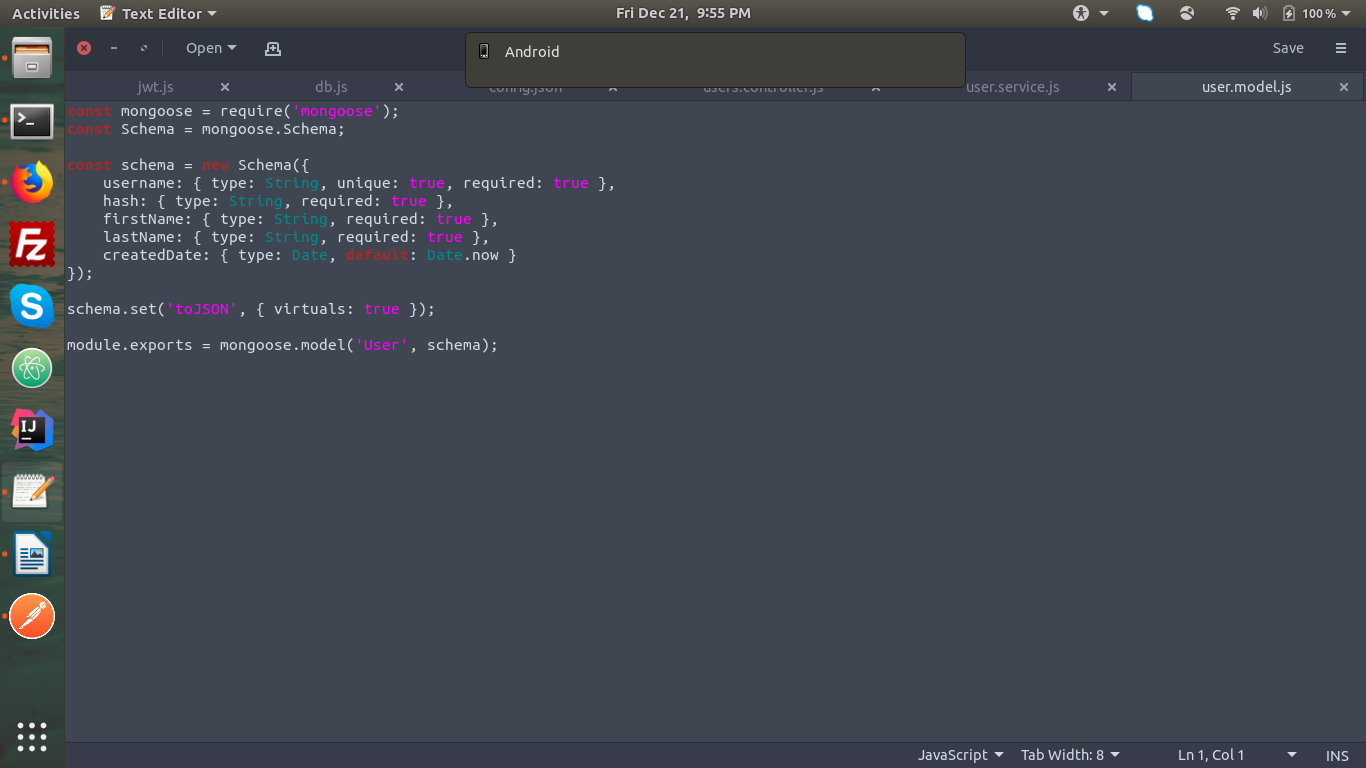 Activities Text Editor Fri Dec 21, 9:55 PM 100 %
Open Android Save
jwt.js db.js config.json users.controller.js user.service.js user.model.js
const mongoose = require('mongoose');
const Schema = mongoose.Schema;
const schema = new Schema({
username: { type: String, unique: true, required: true },
hash: { type: String, required: true },
firstName: { type: String, required: true },
lastName: { type: String, required: true },
createdDate: { type: Date, default: Date.now }
});
schema.set('toJSON', { virtuals: true });
module.exports = mongoose.model('User', schema);
Fz
S
IJ
JavaScript Tab Width: 8 Ln 1, Col 1 INS